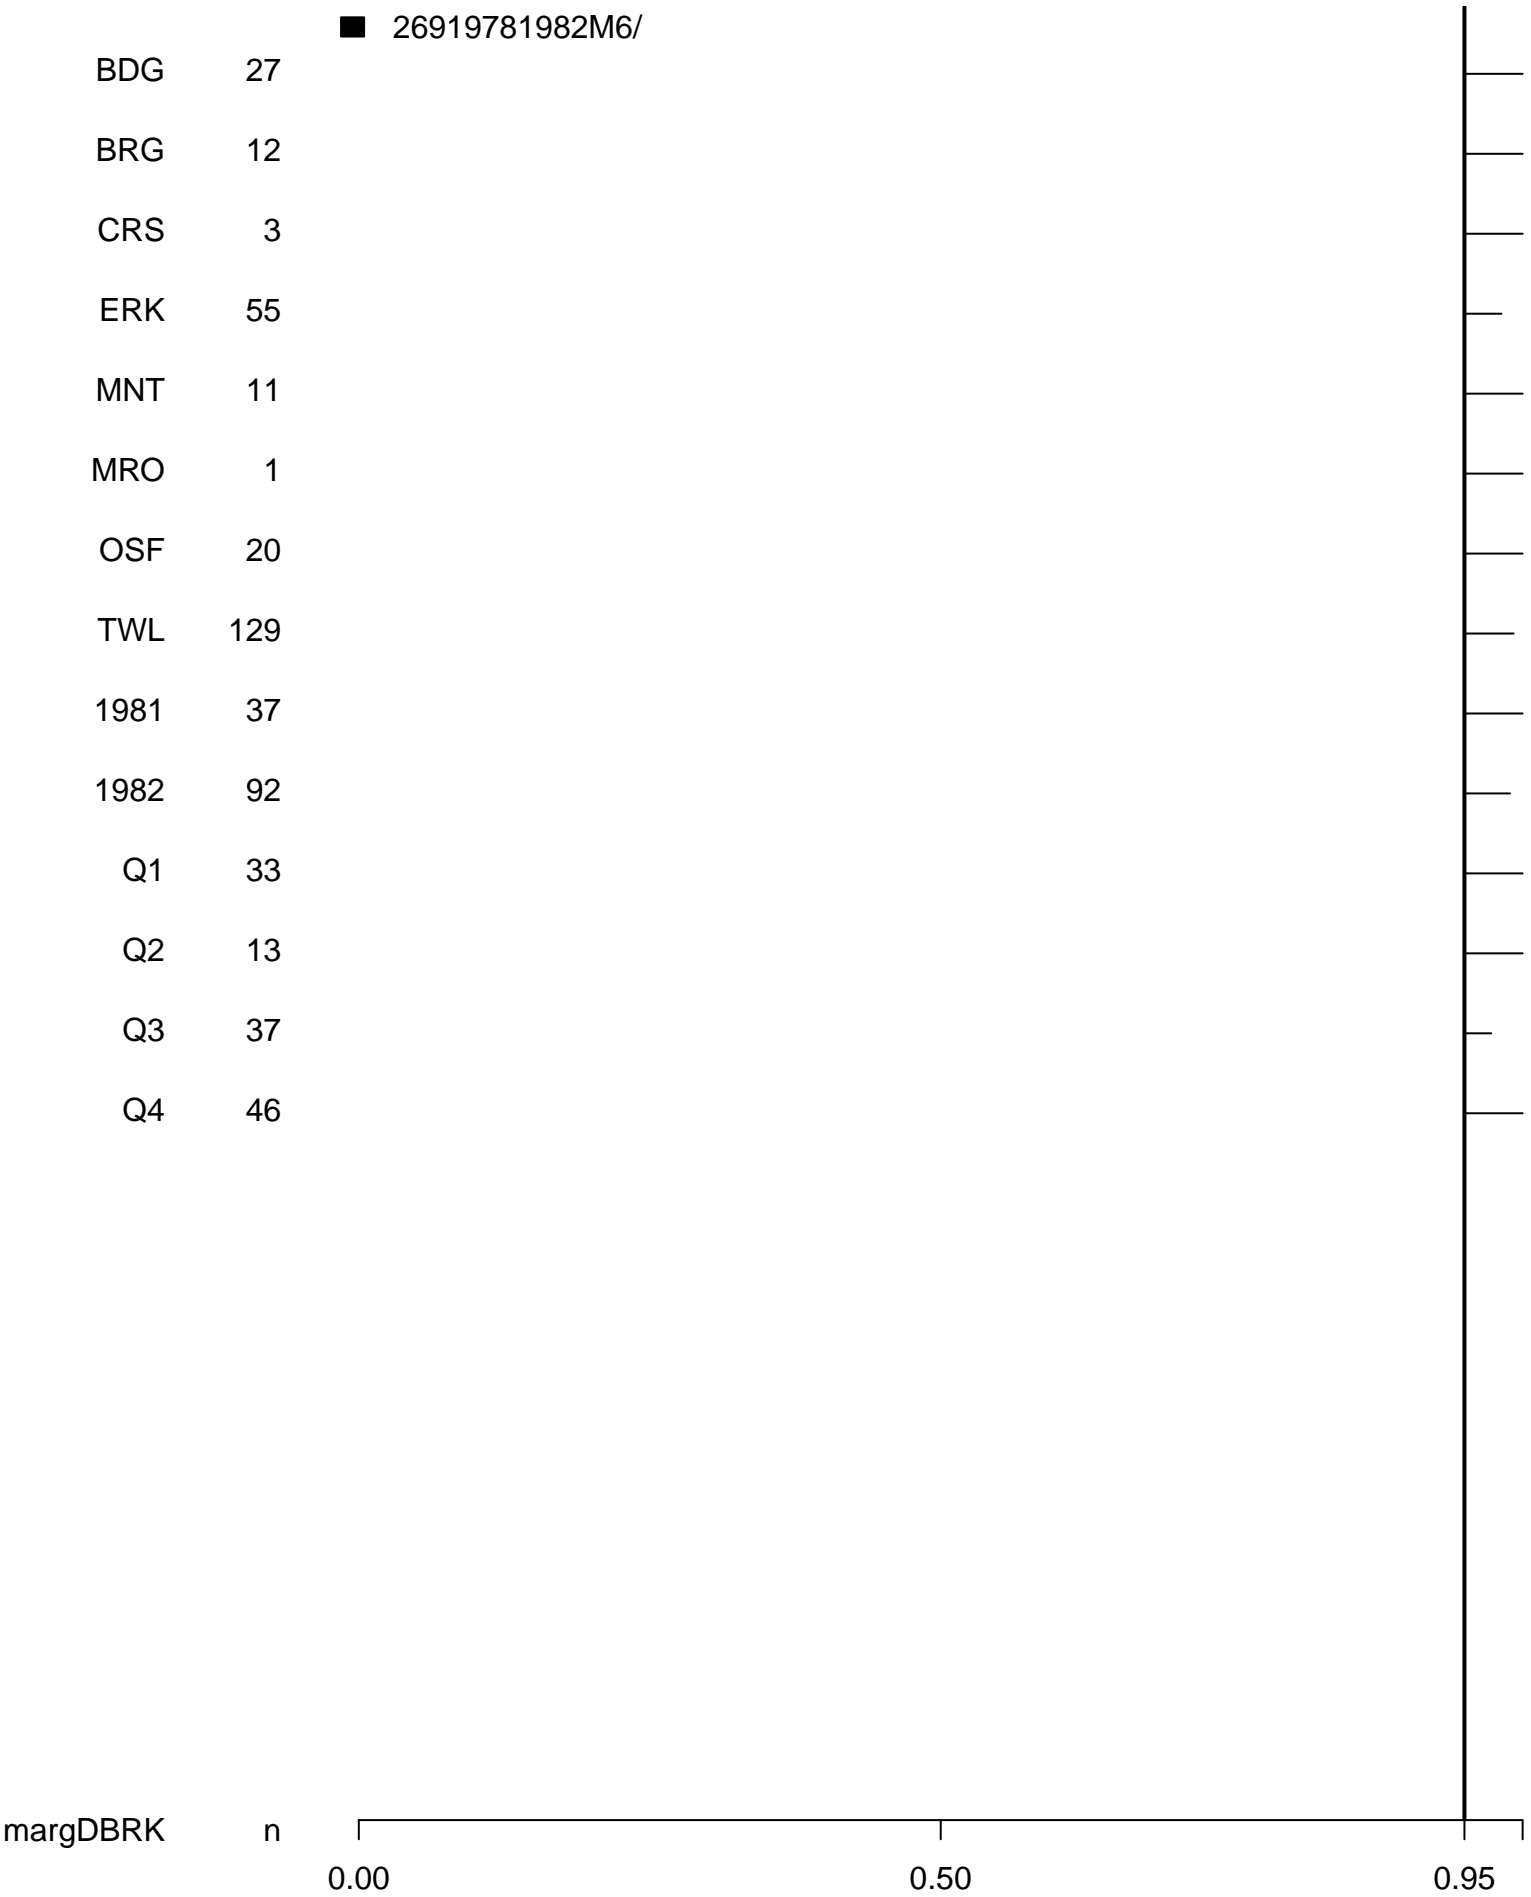 26919781982M6/
BDG 27
BRG 12
CRS 3
ERK 55
MNT 11
MRO 1
OSF 20
TWL 129
1981 37
1982 92
Q1 33
Q2 13
Q3 37
Q4 46
margDBRK n
0.00 0.50 0.95